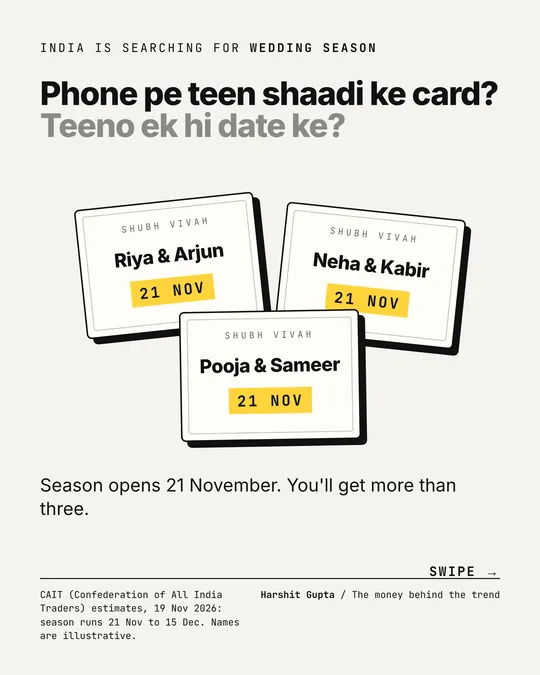 INDIA IS SEARCHING FOR WEDDING SEASON
Phone pe teen shaadi ke card?
Teeno ek hi date ke?
SHUBH VIVAH
Riya & Arjun
21 NOV
SHUBH VIVAH
Neha & Kabir
21 NOV
SHUBH VIVAH
Pooja & Sameer
21 NOV
Season opens 21 November. You'll get more than
three.
SWIPE →
CAIT (Confederation of All India
Traders) estimates, 19 Nov 2026:
season runs 21 Nov to 15 Dec. Names
are illustrative.
Harshit Gupta / The money behind the trend